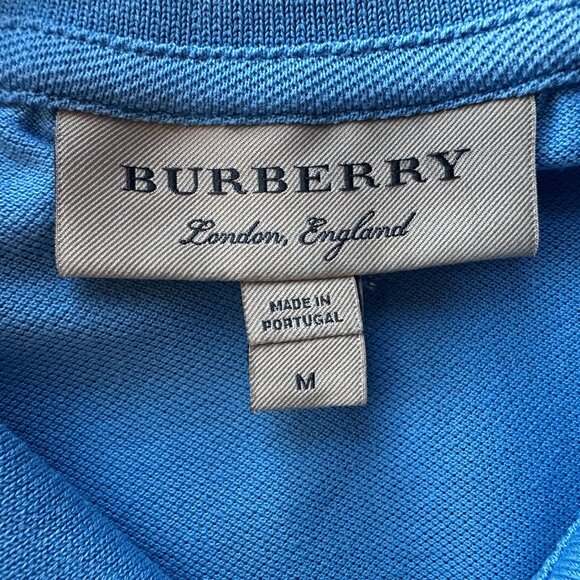 BURBERRY
London, England
MADE IN
PORTUGAL
M